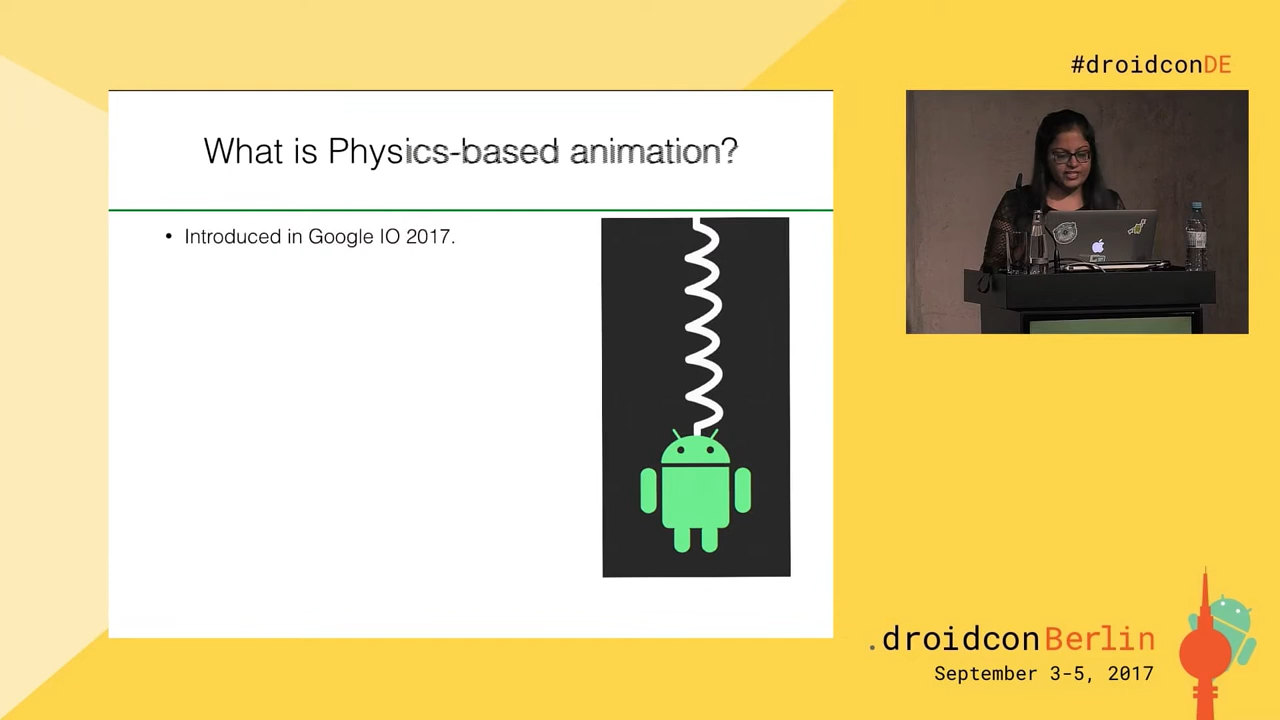 #droidconDE
What is Physics-based animation?
• Introduced in Google IO 2017.
.droidconBerlin
September 3-5, 2017